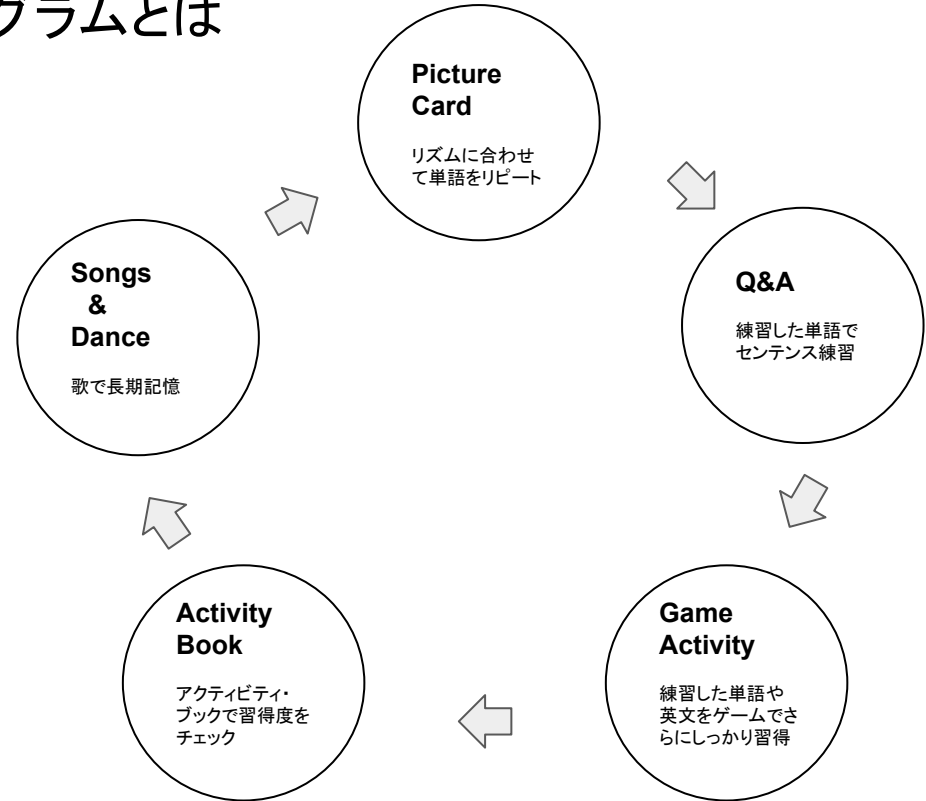 グラムとは
Picture
Card
リズムに合わせ
て単語をリピート
Q&A
練習した単語で
センテンス練習
Game
Activity
練習した単語や
英文をゲームでさ
らにしっかり習得
Activity
Book
アクティビティ・
ブックで習得度を
チェック
Songs
&
Dance
歌で長期記憶